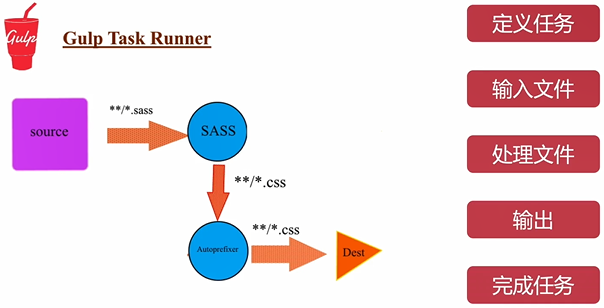 Gulp
Gulp Task Runner
定义任务
输入文件
处理文件
输出
完成任务
source
**/*.sass
SASS
**/*.css
Autoprefixer
**/*.css
Dest